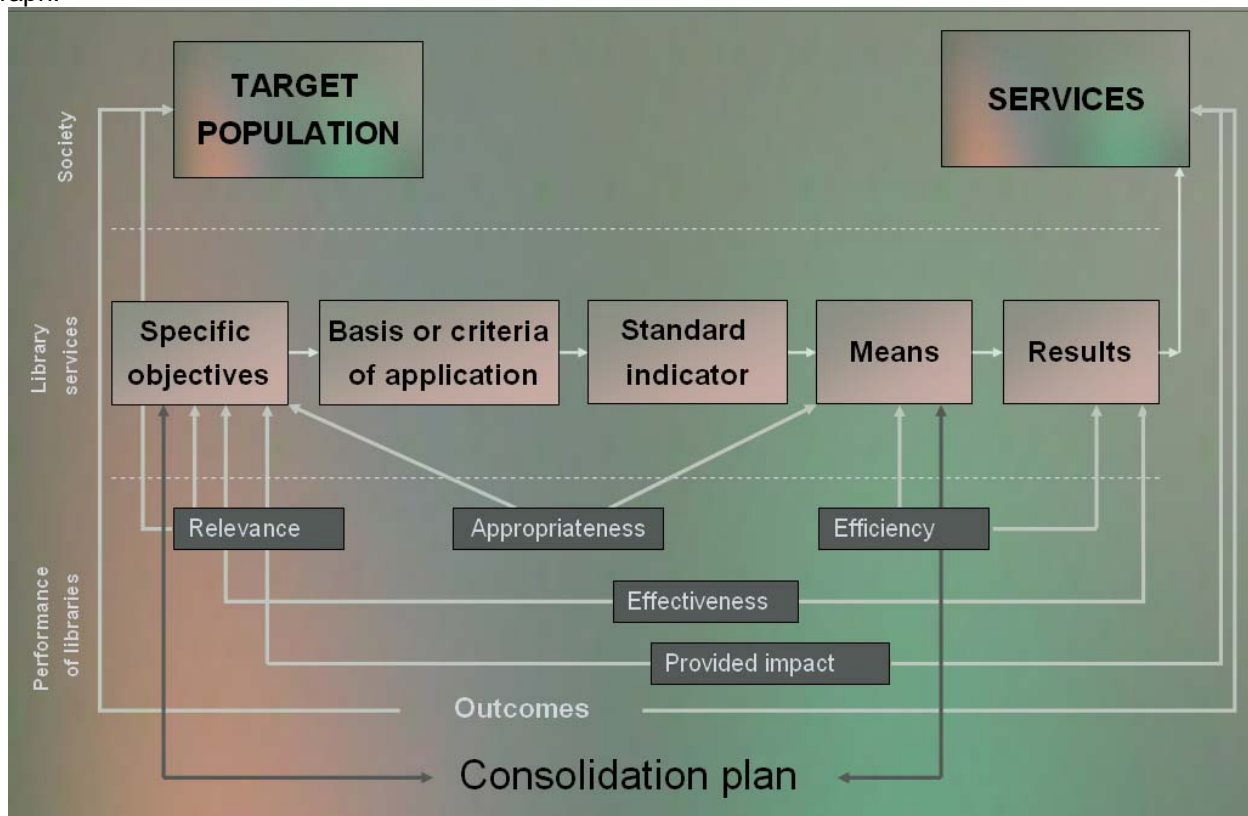 TARGET
POPULATION
SERVICES
Society
Specific
objectives
Basis or criteria
of application
Standard
indicator
Means
Results
Library
services
Relevance
Appropriateness
Efficiency
Effectiveness
Provided impact
Performance
of libraries
Outcomes
Consolidation plan